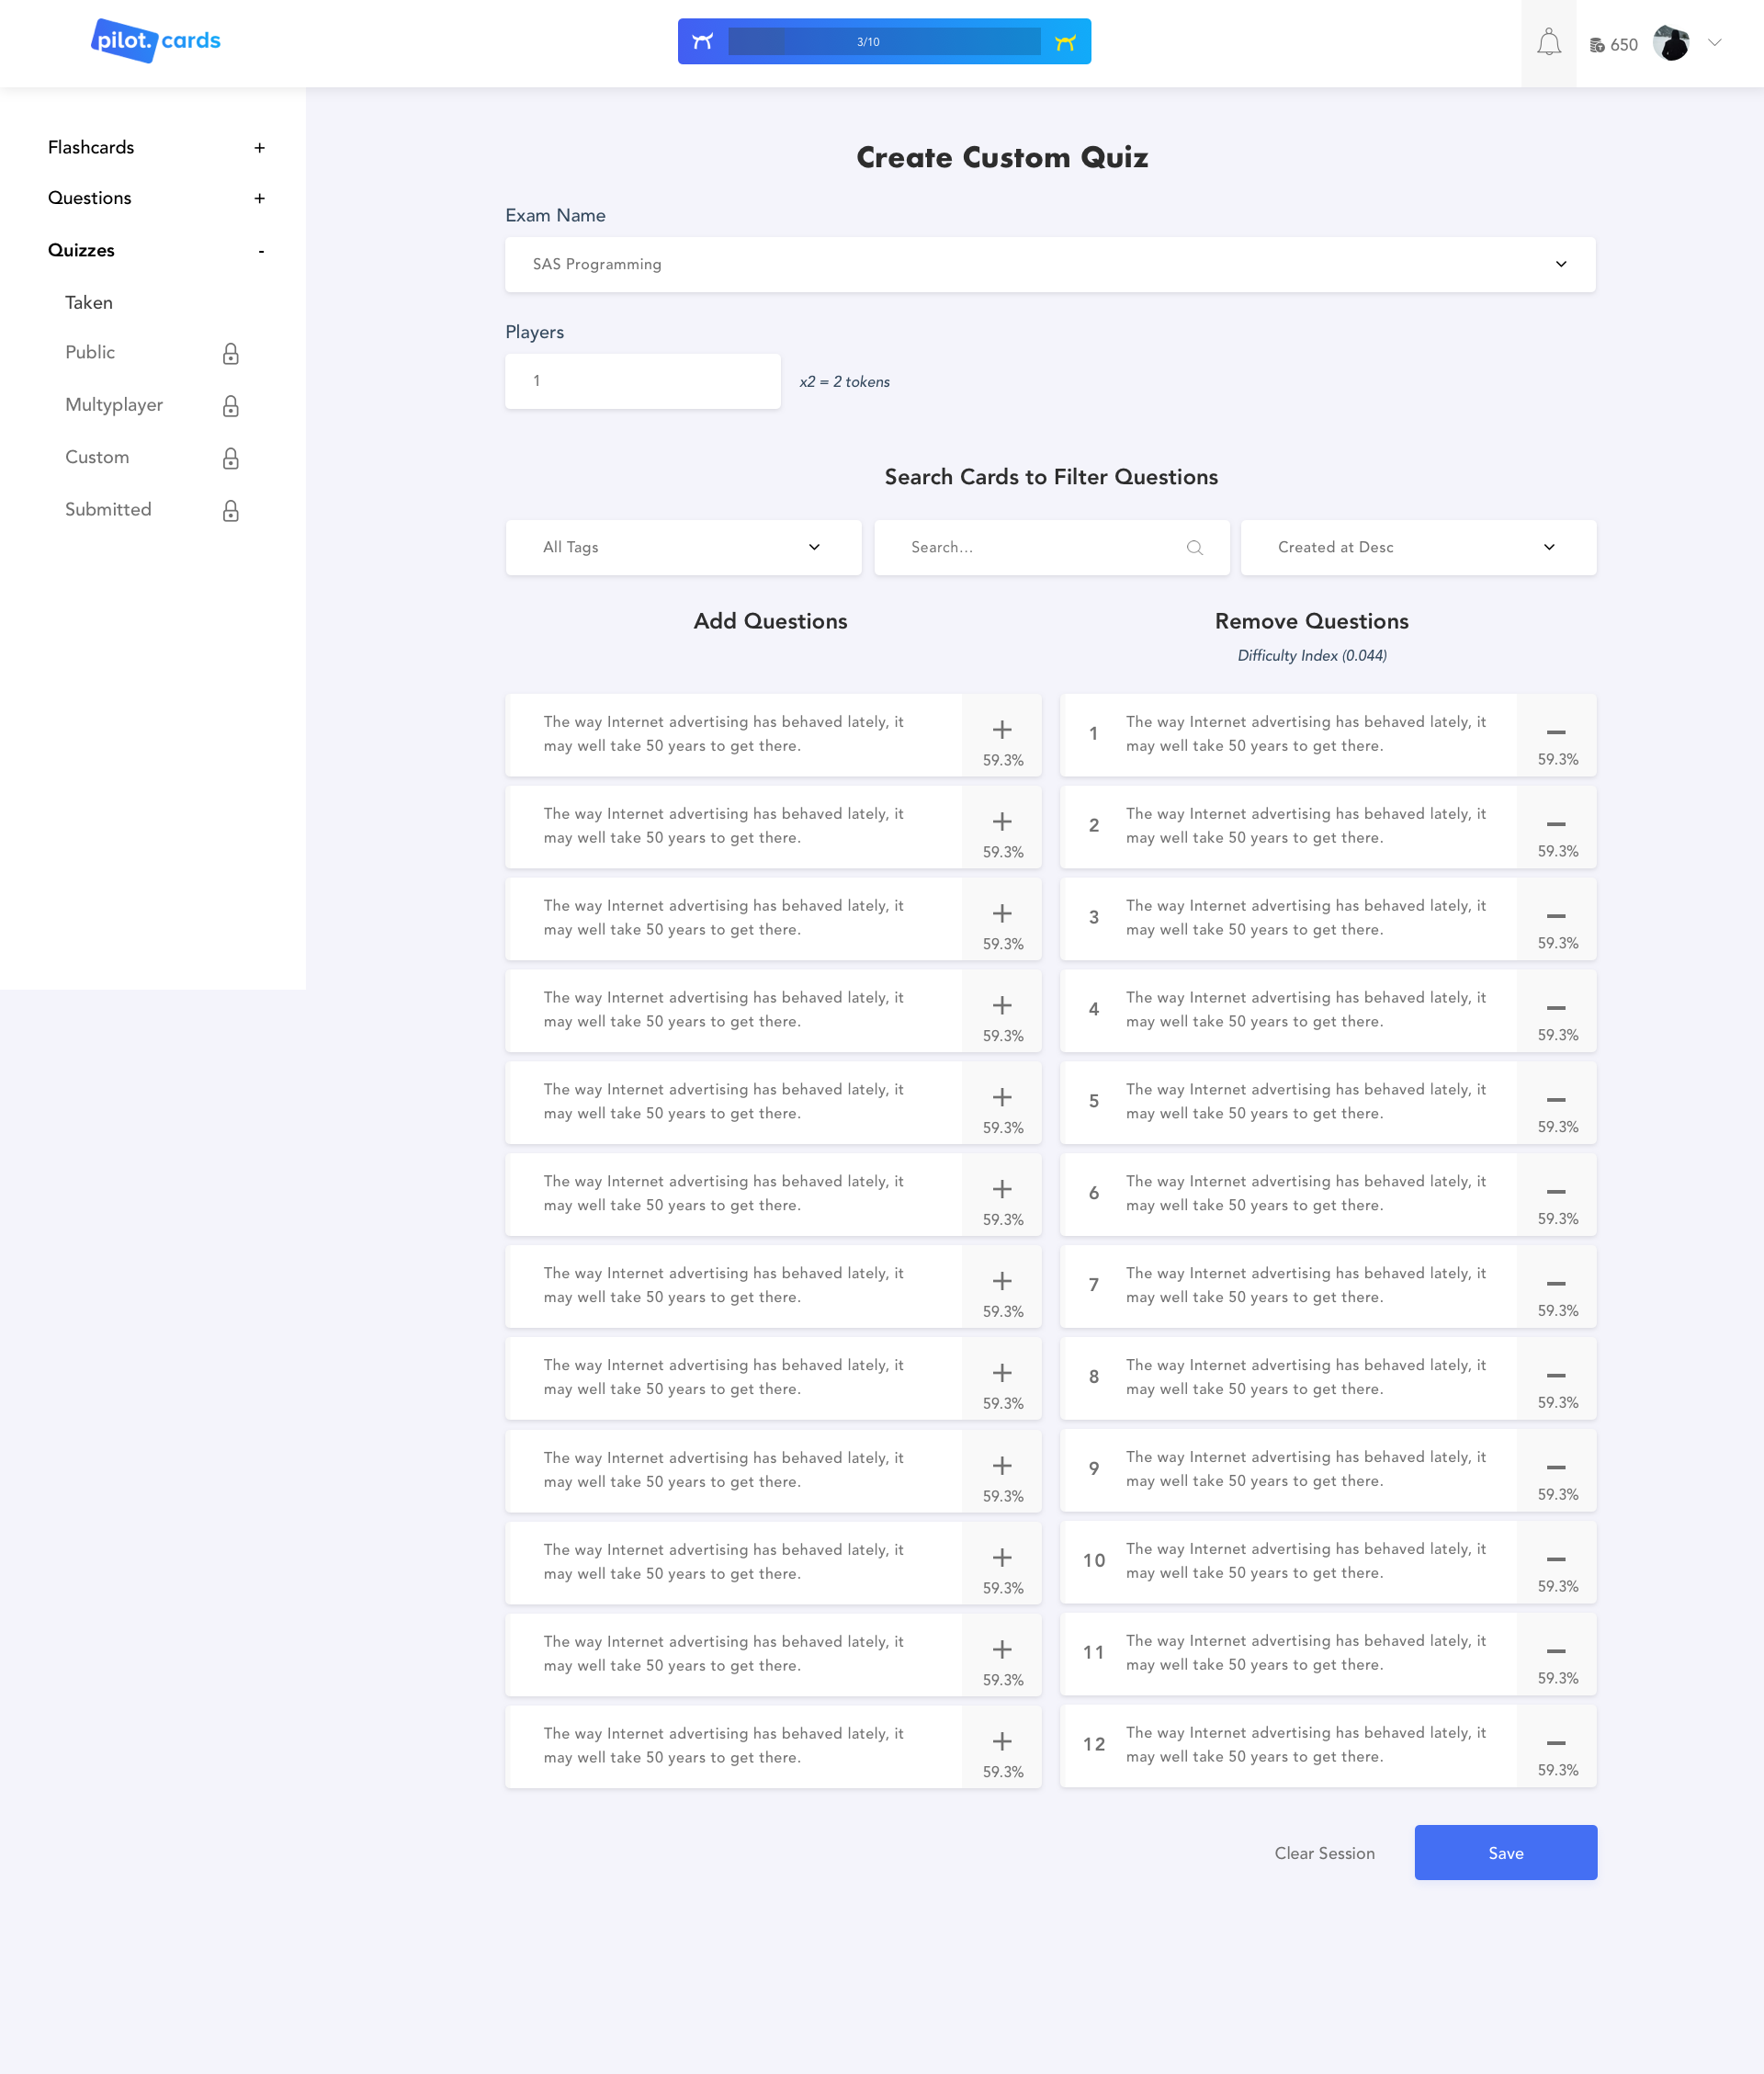 pilot. cards
3/10
650
Flashcards +
Questions +
Quizzes -
Taken
Public
Multyplayer
Custom
Submitted
Create Custom Quiz
Exam Name
SAS Programming
Players
1
x2 = 2 tokens
Search Cards to Filter Questions
All Tags
Search...
Created at Desc
Add Questions
The way Internet advertising has behaved lately, it
may well take 50 years to get there.
59.3%
The way Internet advertising has behaved lately, it
may well take 50 years to get there.
59.3%
The way Internet advertising has behaved lately, it
may well take 50 years to get there.
59.3%
The way Internet advertising has behaved lately, it
may well take 50 years to get there.
59.3%
The way Internet advertising has behaved lately, it
may well take 50 years to get there.
59.3%
The way Internet advertising has behaved lately, it
may well take 50 years to get there.
59.3%
The way Internet advertising has behaved lately, it
may well take 50 years to get there.
59.3%
The way Internet advertising has behaved lately, it
may well take 50 years to get there.
59.3%
The way Internet advertising has behaved lately, it
may well take 50 years to get there.
59.3%
The way Internet advertising has behaved lately, it
may well take 50 years to get there.
59.3%
The way Internet advertising has behaved lately, it
may well take 50 years to get there.
59.3%
The way Internet advertising has behaved lately, it
may well take 50 years to get there.
59.3%
Remove Questions
Difficulty Index (0.044)
1
The way Internet advertising has behaved lately, it
may well take 50 years to get there.
59.3%
2
The way Internet advertising has behaved lately, it
may well take 50 years to get there.
59.3%
3
The way Internet advertising has behaved lately, it
may well take 50 years to get there.
59.3%
4
The way Internet advertising has behaved lately, it
may well take 50 years to get there.
59.3%
5
The way Internet advertising has behaved lately, it
may well take 50 years to get there.
59.3%
6
The way Internet advertising has behaved lately, it
may well take 50 years to get there.
59.3%
7
The way Internet advertising has behaved lately, it
may well take 50 years to get there.
59.3%
8
The way Internet advertising has behaved lately, it
may well take 50 years to get there.
59.3%
9
The way Internet advertising has behaved lately, it
may well take 50 years to get there.
59.3%
10
The way Internet advertising has behaved lately, it
may well take 50 years to get there.
59.3%
11
The way Internet advertising has behaved lately, it
may well take 50 years to get there.
59.3%
12
The way Internet advertising has behaved lately, it
may well take 50 years to get there.
59.3%
Clear Session
Save